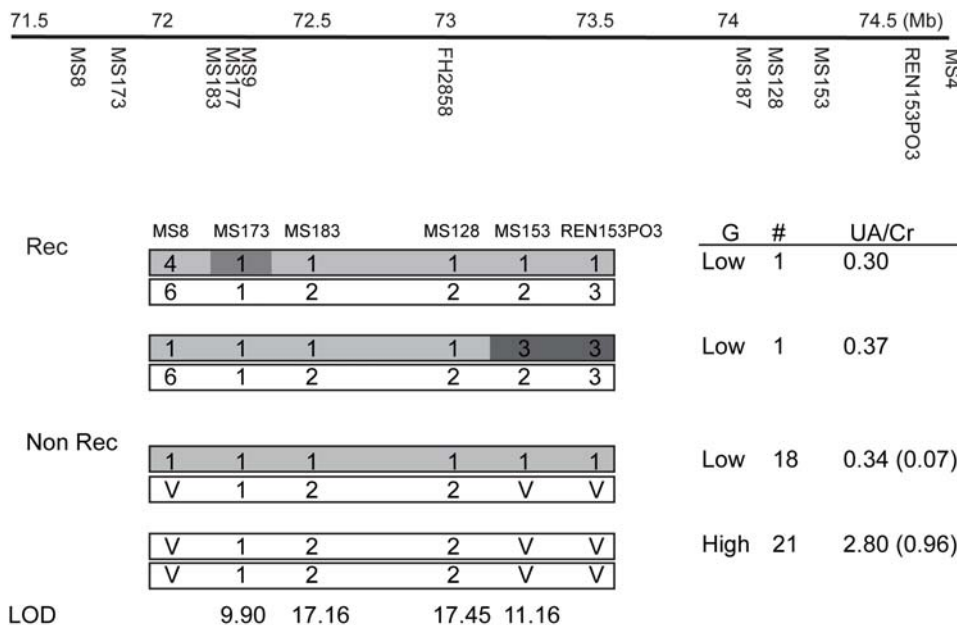 71.5 72 72.5 73 73.5 74 74.5 (Mb)
MS8 MS173 MS183 MS177 MS9 FH2858 MS187 MS128 MS153 REN153PO3 MS4
MS8 MS173 MS183 MS128 MS153 REN153PO3 G # UA/Cr
Rec
4 1 1 1 1 1 Low 1 0.30
6 1 2 2 2 3
1 1 1 1 3 3 Low 1 0.37
6 1 2 2 2 3
Non Rec
1 1 1 1 1 1 Low 18 0.34 (0.07)
V 1 2 2 V V
V 1 2 2 V V High 21 2.80 (0.96)
V 1 2 2 V V
LOD 9.90 17.16 17.45 11.16